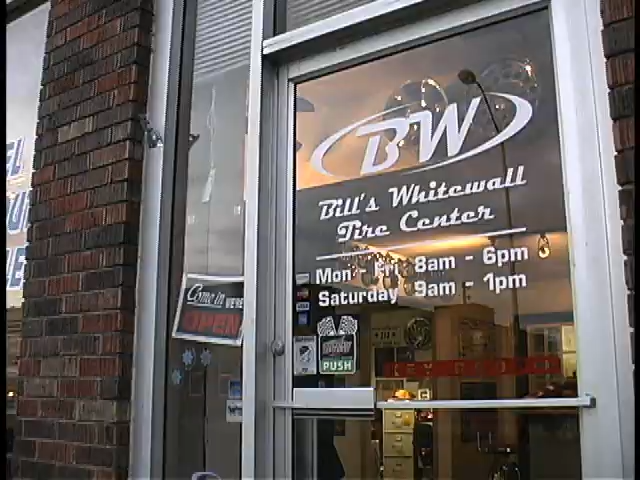 BW
Bill's Whitewall
Tire Center
Mon - Fri 8am - 6pm
Saturday 9am - 1pm
Come in WE'RE
OPEN
PUSH